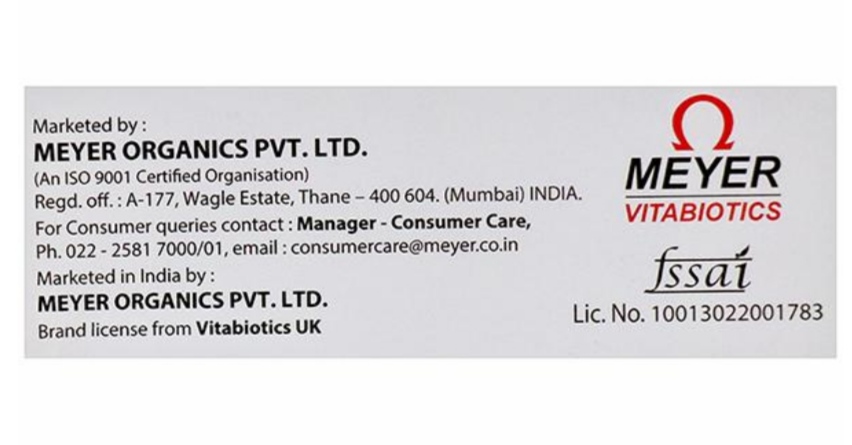 Marketed by :
MEYER ORGANICS PVT. LTD.
(An ISO 9001 Certified Organisation)
Regd. off. : A-177, Wagle Estate, Thane – 400 604. (Mumbai) INDIA.
For Consumer queries contact : Manager - Consumer Care,
Ph. 022 - 2581 7000/01, email : consumercare@meyer.co.in
Marketed in India by :
MEYER ORGANICS PVT. LTD.
Brand license from Vitabiotics UK
MEYER
VITABIOTICS
fssai
Lic. No. 10013022001783